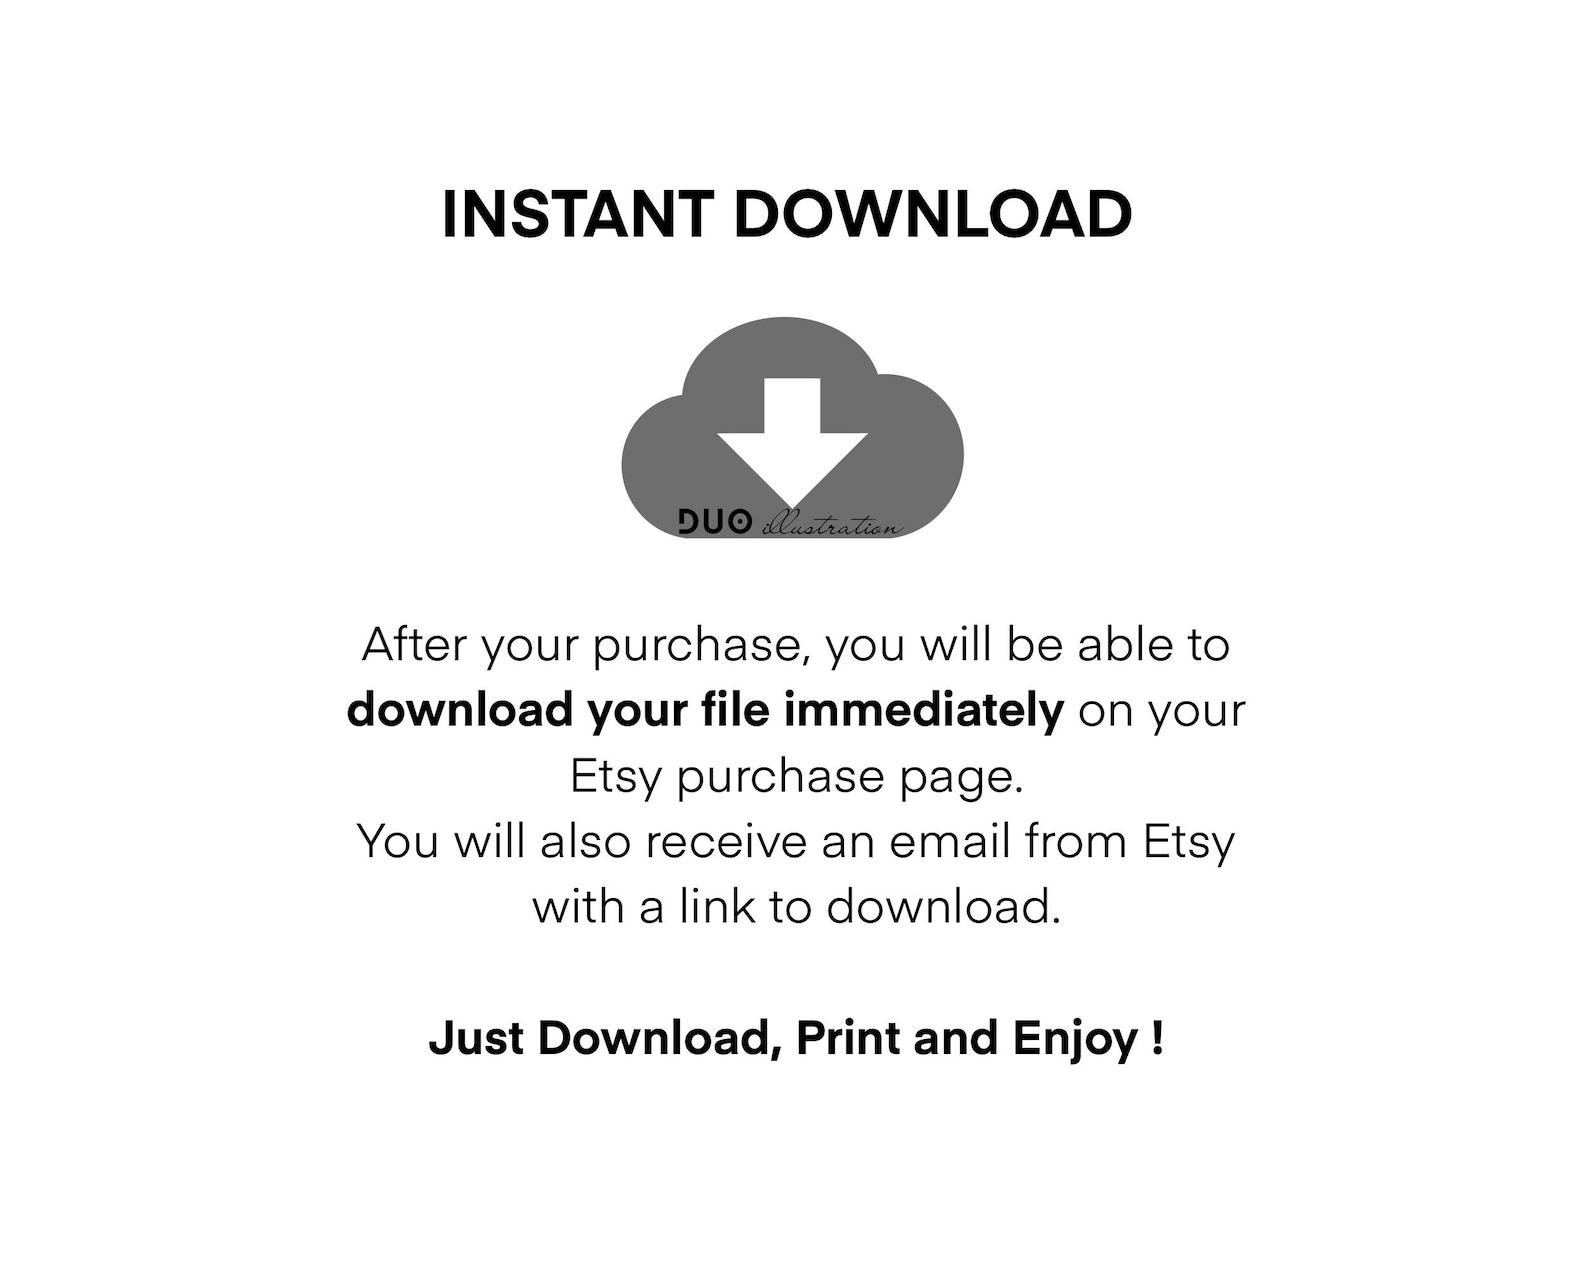 INSTANT DOWNLOAD
DUO illustration
After your purchase, you will be able to
download your file immediately on your
Etsy purchase page.
You will also receive an email from Etsy
with a link to download.
Just Download, Print and Enjoy !